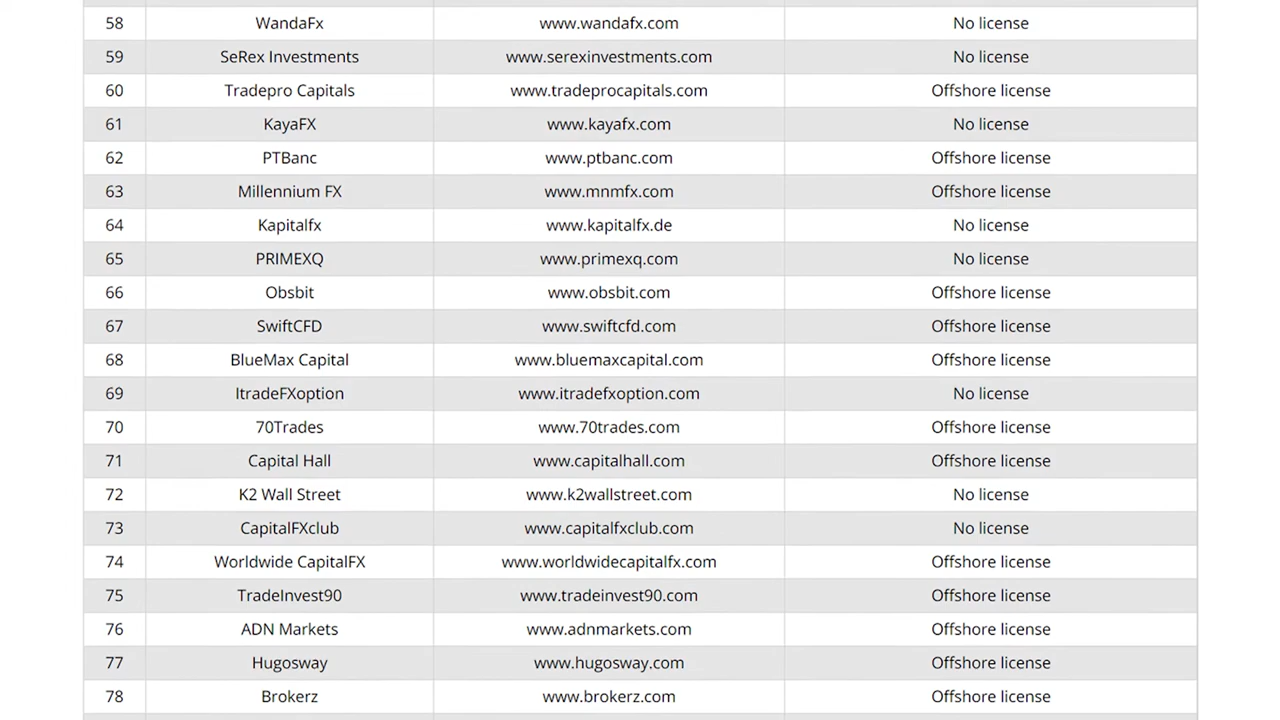 58 WandaFx www.wandafx.com No license
59 SeRex Investments www.serexinvestments.com No license
60 Tradepro Capitals www.tradeprocapitals.com Offshore license
61 KayaFX www.kayafx.com No license
62 PTBanc www.ptbanc.com Offshore license
63 Millennium FX www.mnmfx.com Offshore license
64 Kapitalfx www.kapitalfx.de No license
65 PRIMEXQ www.primexq.com No license
66 Obsbit www.obsbit.com Offshore license
67 SwiftCFD www.swiftcfd.com Offshore license
68 BlueMax Capital www.bluemaxcapital.com Offshore license
69 ItradeFXoption www.itradefxoption.com No license
70 70Trades www.70trades.com Offshore license
71 Capital Hall www.capitalhall.com Offshore license
72 K2 Wall Street www.k2wallstreet.com No license
73 CapitalFXclub www.capitalfxclub.com No license
74 Worldwide CapitalFX www.worldwidecapitalfx.com Offshore license
75 TradeInvest90 www.tradeinvest90.com Offshore license
76 ADN Markets www.adnmarkets.com Offshore license
77 Hugosway www.hugosway.com Offshore license
78 Brokerz www.brokerz.com Offshore license